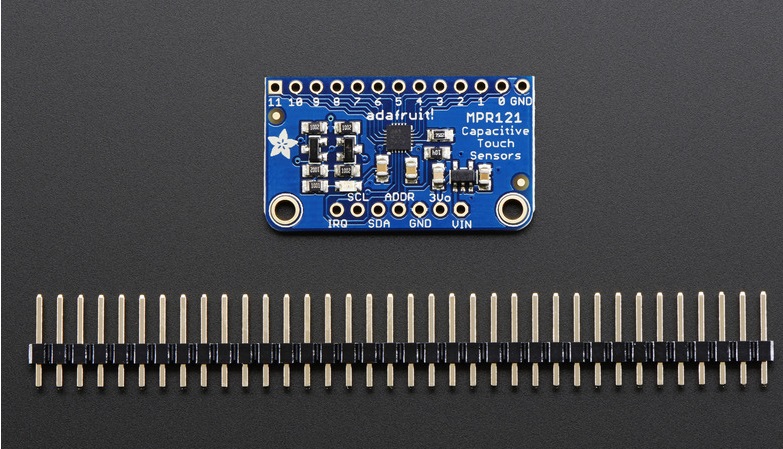 11 10 9 8 7 6 5 4 3 2 1 0 GND
adafruit!
MPR121
Capacitive
Touch
Sensors
SCL ADDR 3Vo
IRQ SDA GND VIN